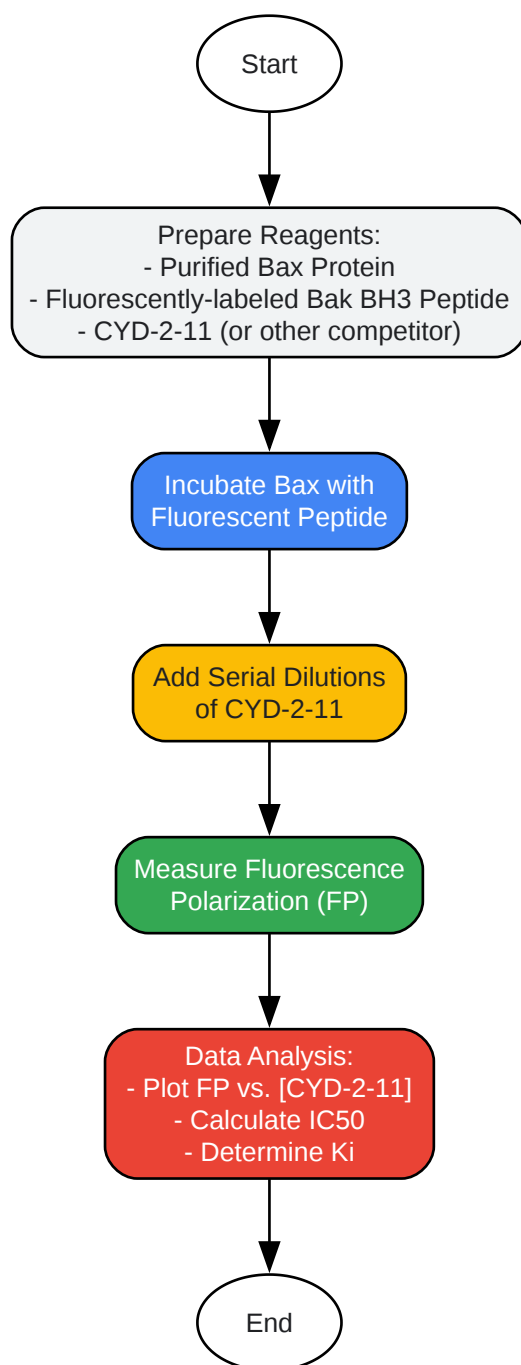 Start
Prepare Reagents:
- Purified Bax Protein
- Fluorescently-labeled Bak BH3 Peptide
- CYD-2-11 (or other competitor)
Incubate Bax with
Fluorescent Peptide
Add Serial Dilutions
of CYD-2-11
Measure Fluorescence
Polarization (FP)
Data Analysis:
- Plot FP vs. [CYD-2-11]
- Calculate IC50
- Determine Ki
End